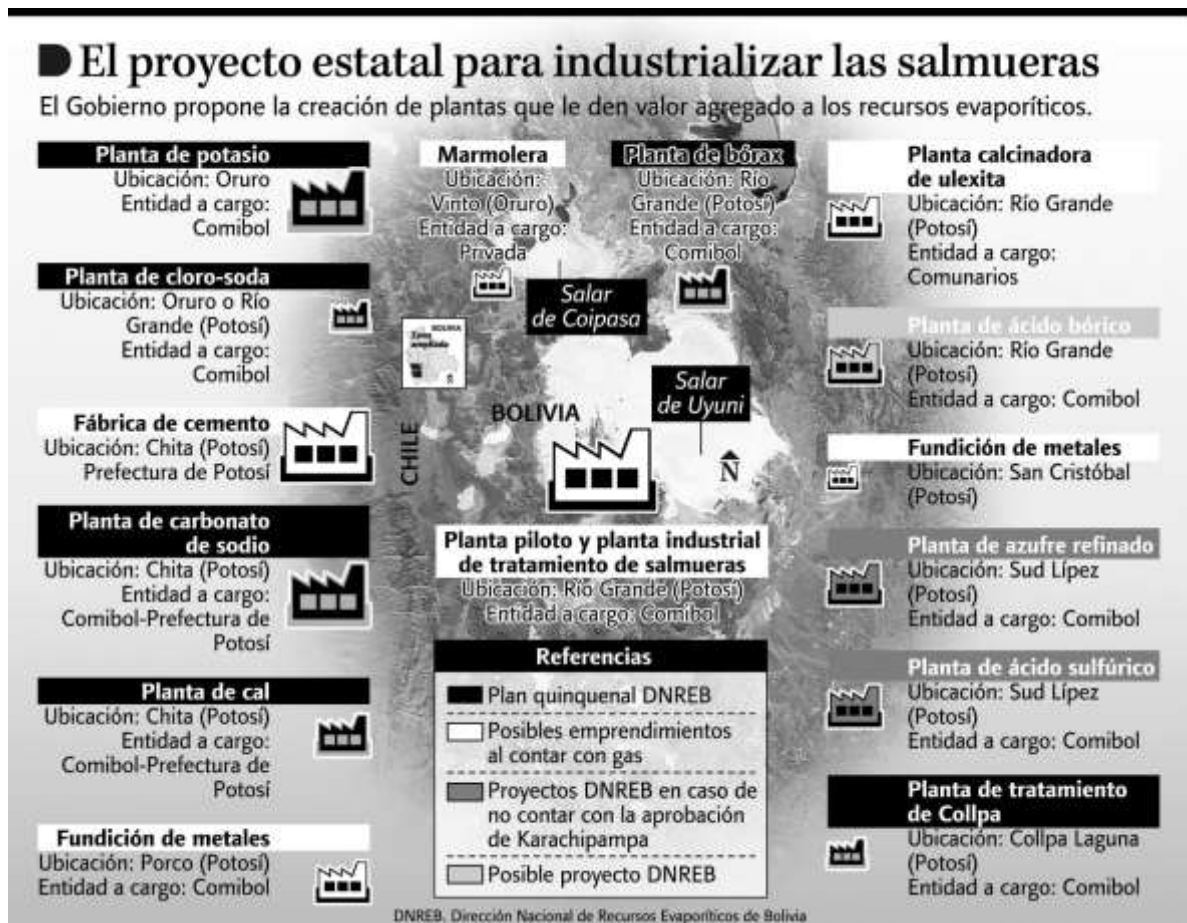 El proyecto estatal para industrializar las salmueras
El Gobierno propone la creación de plantas que le den valor agregado a los recursos evaporíticos.
Planta de potasio
Ubicación: Oruro
Entidad a cargo:
Comibol
Planta de cloro-soda
Ubicación: Oruro o Río
Grande (Potosí)
Entidad a cargo:
Comibol
Fábrica de cemento
Ubicación: Chita (Potosí)
Prefectura de Potosí
Planta de carbonato
de sodio
Ubicación: Chita (Potosí)
Entidad a cargo:
Comibol-Prefectura de
Potosí
Planta de cal
Ubicación: Chita (Potosí)
Entidad a cargo:
Comibol-Prefectura de
Potosí
Fundición de metales
Ubicación: Porco (Potosí)
Entidad a cargo: Comibol
Marmolera
Ubicación:
Vinto (Oruro)
Entidad a cargo:
Privada
Planta de bórax
Ubicación: Río
Grande (Potosí)
Entidad a cargo:
Comibol
Salar
de Coipasa
BOLIVIA
Zona
ampliada
Salar
de Uyuni
BOLIVIA
CHILE
N
Planta piloto y planta industrial
de tratamiento de salmueras
Ubicación: Río Grande (Potosí)
Entidad a cargo: Comibol
Referencias
Plan quinquenal DNREB
Posibles emprendimientos
al contar con gas
Proyectos DNREB en caso de
no contar con la aprobación
de Karachipampa
Posible proyecto DNREB
DNREB. Dirección Nacional de Recursos Evaporíticos de Bolivia
Planta calcinadora
de ulexita
Ubicación: Río Grande
(Potosí)
Entidad a cargo:
Comunarios
Planta de ácido bórico
Ubicación: Río Grande
(Potosí)
Entidad a cargo: Comibol
Fundición de metales
Ubicación: San Cristóbal
(Potosí)
Planta de azufre refinado
Ubicación: Sud Lípez
(Potosí)
Entidad a cargo: Comibol
Planta de ácido sulfúrico
Ubicación: Sud Lípez
(Potosí)
Entidad a cargo: Comibol
Planta de tratamiento
de Collpa
Ubicación: Collpa Laguna
(Potosí)
Entidad a cargo: Comibol